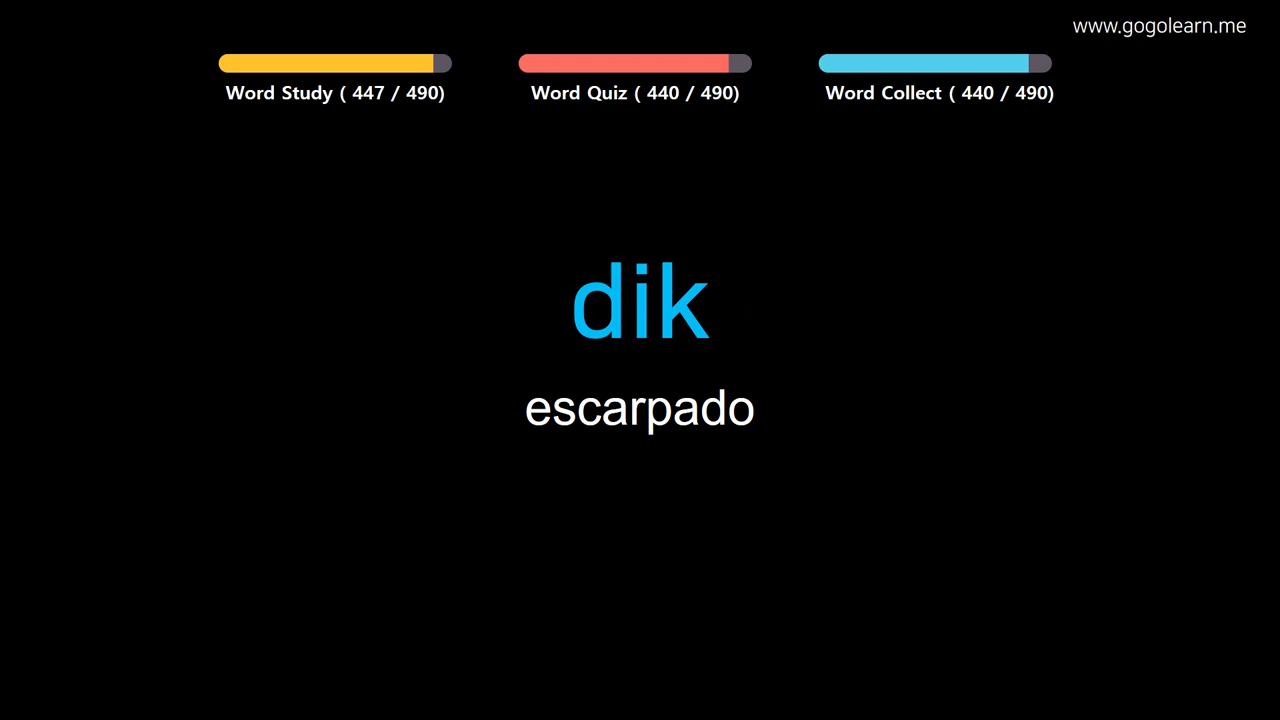 www.gogolearn.me
Word Study ( 447 / 490)
Word Quiz ( 440 / 490)
Word Collect ( 440 / 490)
dik
escarpado